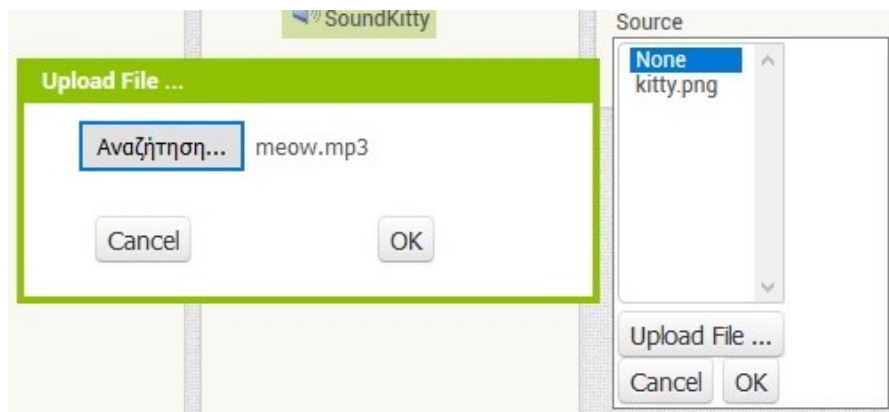 SoundKitty
Source
Upload File ...
Αναζήτηση... meow.mp3
Cancel OK
None
kitty.png
Upload File ...
Cancel OK